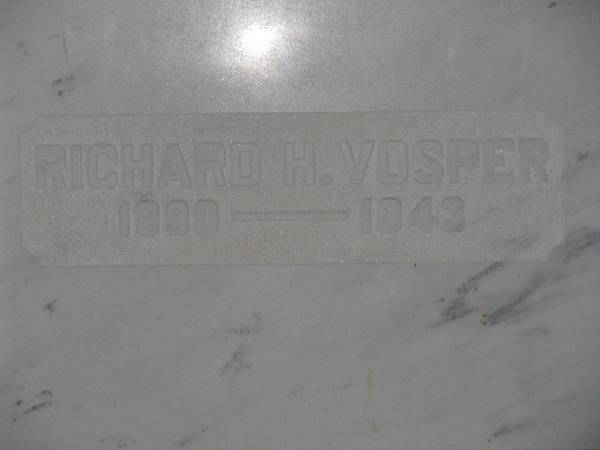 RICHARD H. VOSPER
1890 — 1943